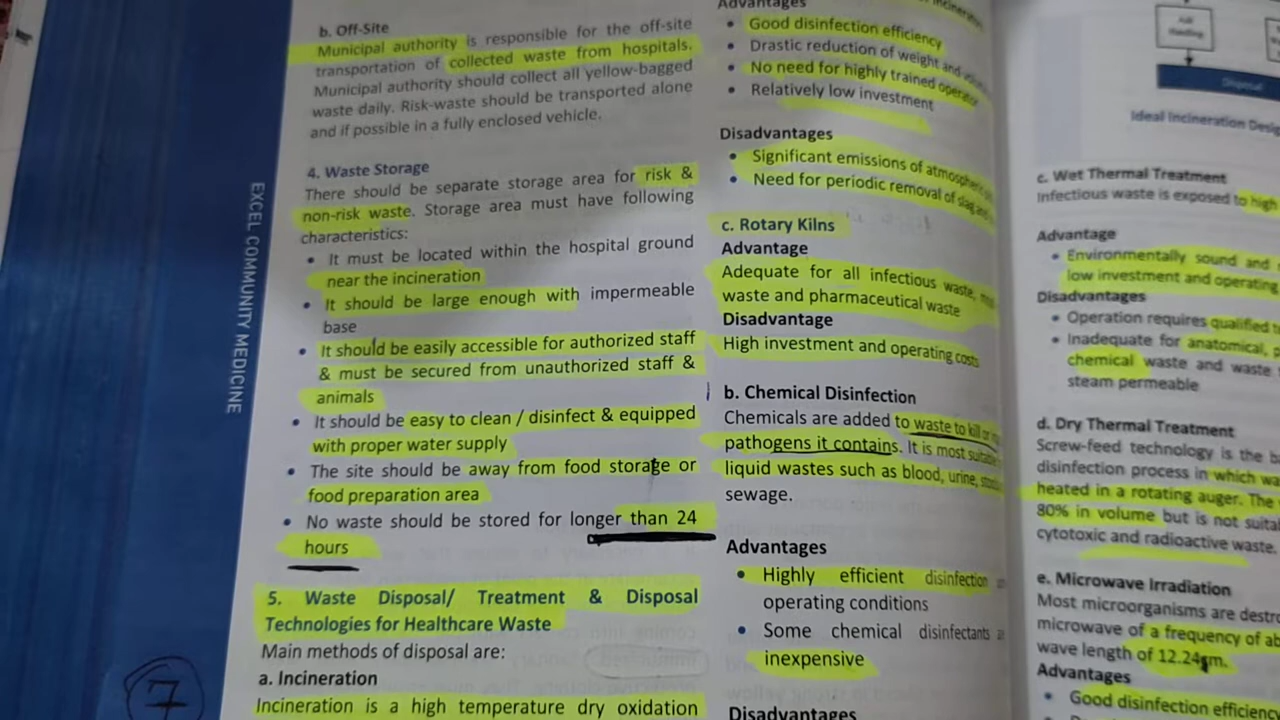 EXCEL COMMUNITY MEDICINE
b. Off-Site
Municipal authority is responsible for the off-site
transportation of collected waste from hospitals.
Municipal authority should collect all yellow-bagged
waste daily. Risk-waste should be transported alone
and if possible in a fully enclosed vehicle.
4. Waste Storage
There should be separate storage area for risk &
non-risk waste. Storage area must have following
characteristics:
• It must be located within the hospital ground
near the incineration
• It should be large enough with impermeable
base
• It should be easily accessible for authorized staff
& must be secured from unauthorized staff &
animals
• It should be easy to clean / disinfect & equipped
with proper water supply
• The site should be away from food storage or
food preparation area
• No waste should be stored for longer than 24
hours
5. Waste Disposal/ Treatment & Disposal
Technologies for Healthcare Waste
Main methods of disposal are:
a. Incineration
Incineration is a high temperature dry oxidation
7
Advantages
• Good disinfection efficiency
• Drastic reduction of weight and
• No need for highly trained operator
• Relatively low investment
Disadvantages
• Significant emissions of
• Need for periodic removal of slag
c. Rotary Kilns
Advantage
Adequate for all infectious waste,
waste and pharmaceutical waste
Disadvantage
High investment and operating costs
b. Chemical Disinfection
Chemicals are added to waste to kill or
pathogens it contains. It is most
liquid wastes such as blood, urine,
sewage.
Advantages
• Highly efficient disinfection
operating conditions
• Some chemical disinfectants
inexpensive
Disadvantages
Disposal
Ideal Incineration
c. Wet Thermal Treatment
Infectious waste is exposed to high
Advantage
• Environmentally sound and
low investment and operating
Disadvantages
• Operation requires qualified
• Inadequate for anatomical,
chemical waste and waste
steam permeable
d. Dry Thermal Treatment
Screw-feed technology is the
disinfection process in which
heated in a rotating auger. The
80% in volume but is not
cytotoxic and radioactive waste.
e. Microwave Irradiation
Most microorganisms are
microwave of a frequency of
wave length of 12.24cm.
Advantages
• Good disinfection